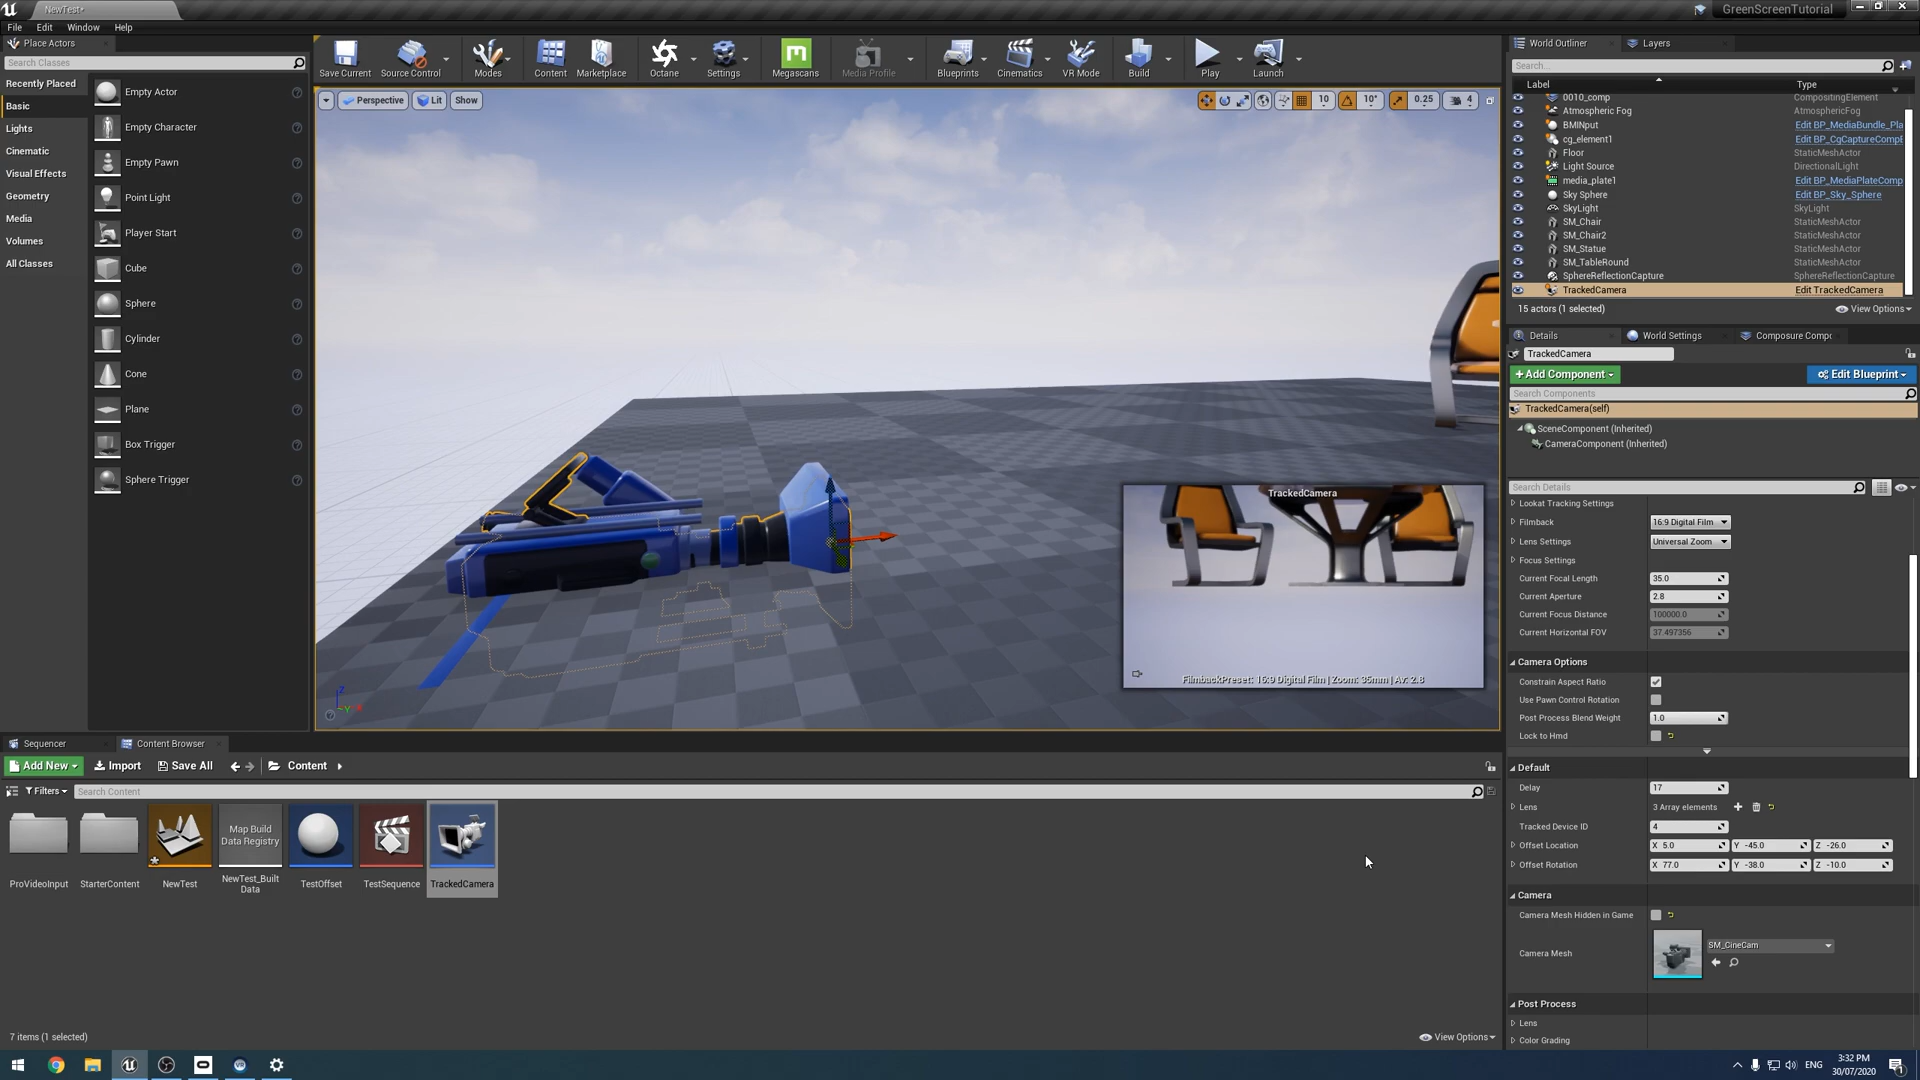 NewTest*
GreenScreenTutorial
File Edit Window Help
Place Actors
Search Classes
Recently Placed
Basic
Lights
Cinematic
Visual Effects
Geometry
Media
Volumes
All Classes
Empty Actor
Empty Character
Empty Pawn
Point Light
Player Start
Cube
Sphere
Cylinder
Cone
Plane
Box Trigger
Sphere Trigger
Save Current Source Control Modes Content Marketplace Octane Settings Megascans Media Profile Blueprints Cinematics VR Mode Build Play Launch
Perspective Lit Show
10 10° 0.25 4
TrackedCamera
FilmbackPreset: 16:9 Digital Film | Zoom: 35mm | Av: 2.8
World Outliner Layers
Search...
Label Type
0010_comp CompositingElement
Atmospheric Fog AtmosphericFog
BMINput Edit BP_MediaBundle_Pla
cg_element1 Edit BP_CgCaptureCompE
Floor StaticMeshActor
Light Source DirectionalLight
media_plate1 Edit BP_MediaPlateComp
Sky Sphere Edit BP_Sky_Sphere
SkyLight SkyLight
SM_Chair StaticMeshActor
SM_Chair2 StaticMeshActor
SM_Statue StaticMeshActor
SM_TableRound StaticMeshActor
SphereReflectionCapture SphereReflectionCapture
TrackedCamera Edit TrackedCamera
15 actors (1 selected) View Options
Details World Settings Composure Compo
TrackedCamera
+ Add Component Edit Blueprint
Search Components
TrackedCamera(self)
SceneComponent (Inherited)
CameraComponent (Inherited)
Search Details
Lookat Tracking Settings
Filmback 16:9 Digital Film
Lens Settings Universal Zoom
Focus Settings
Current Focal Length 35.0
Current Aperture 2.8
Current Focus Distance 100000.0
Current Horizontal FOV 37.497356
Camera Options
Constrain Aspect Ratio
Use Pawn Control Rotation
Post Process Blend Weight 1.0
Lock to Hmd
Default
Delay 17
Lens 3 Array elements
Tracked Device ID 4
Offset Location X 5.0 Y -45.0 Z -26.0
Offset Rotation X 77.0 Y -38.0 Z -10.0
Camera
Camera Mesh Hidden in Game
Camera Mesh SM_CineCam
Post Process
Lens
Color Grading
Sequencer Content Browser
Add New Import Save All Content
Filters Search Content
Map Build
Data Registry
ProVideoInput StarterContent NewTest NewTest_Built
Data TestOffset TestSequence TrackedCamera
7 items (1 selected) View Options
ENG 3:32 PM
30/07/2020